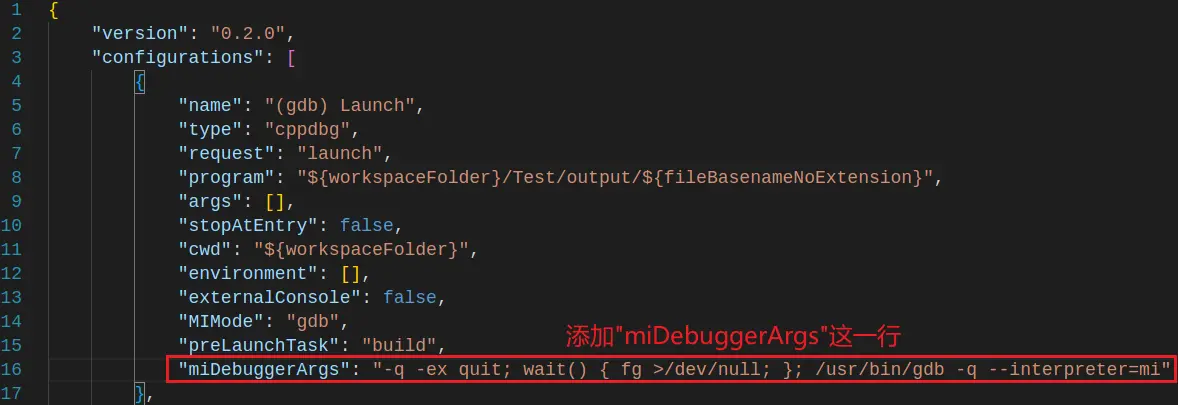 1 {
2 "version": "0.2.0",
3 "configurations": [
4 {
5 "name": "(gdb) Launch",
6 "type": "cppdbg",
7 "request": "launch",
8 "program": "${workspaceFolder}/Test/output/${fileBasenameNoExtension}",
9 "args": [],
10 "stopAtEntry": false,
11 "cwd": "${workspaceFolder}",
12 "environment": [],
13 "externalConsole": false,
14 "MIMode": "gdb",
添加"miDebuggerArgs"这一行
15 "preLaunchTask": "build",
16 "miDebuggerArgs": "-q -ex quit; wait() { fg >/dev/null; }; /usr/bin/gdb -q --interpreter=mi"
17 },